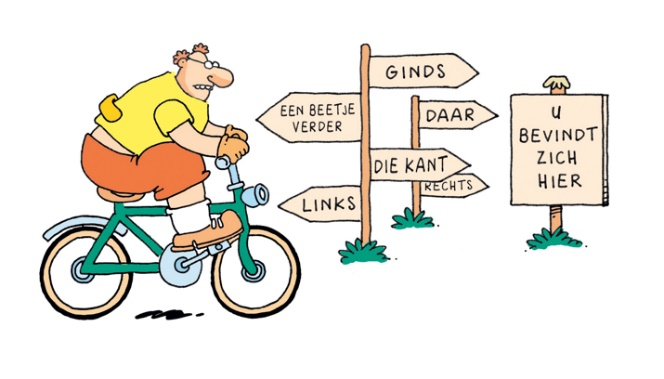 GINDS
EEN BEETJE
VERDER
DAAR
DIE KANT
RECHTS
LINKS
U
BEVINDT
ZICH
HIER